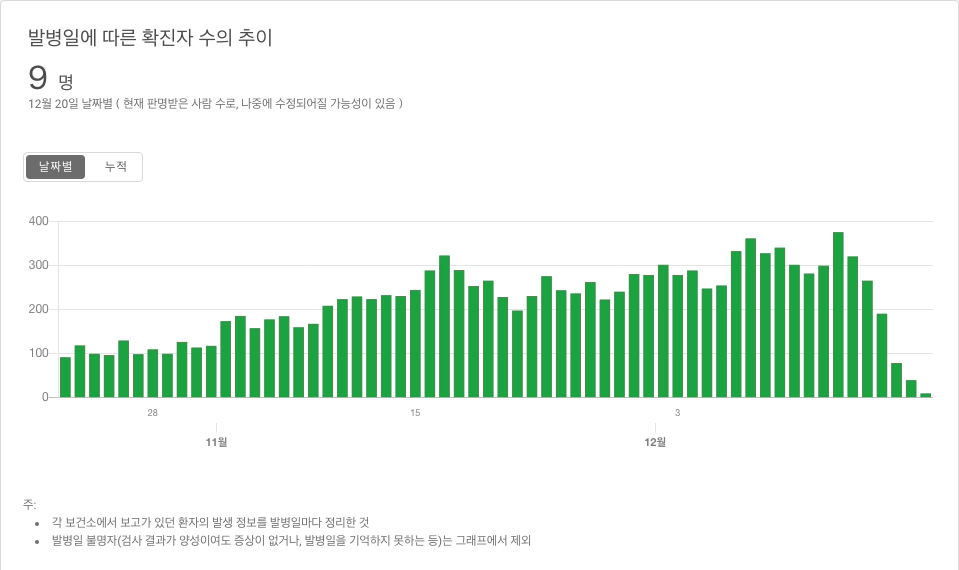 발병일에 따른 확진자 수의 추이
9 명
12월 20일 날짜별 ( 현재 판명받은 사람 수로, 나중에 수정되어질 가능성이 있음 )
날짜별 누적
400
300
200
100
0
28 15 3
11월 12월
주:
• 각 보건소에서 보고가 있던 환자의 발생 정보를 발병일마다 정리한 것
• 발병일 불명자(검사 결과가 양성이여도 증상이 없거나, 발병일을 기억하지 못하는 등)는 그래프에서 제외